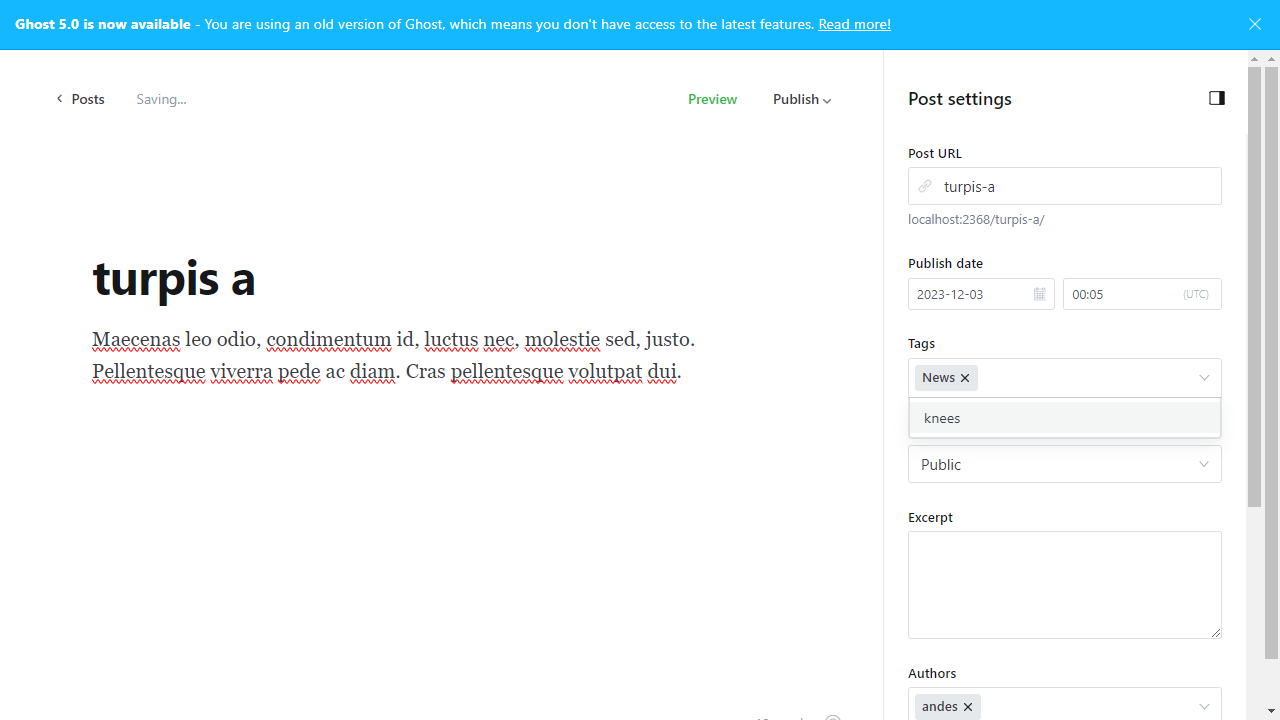 Ghost 5.0 is now available - You are using an old version of Ghost, which means you don't have access to the latest features. Read more!
Posts
Saving...
Preview
Publish
Post settings
Post URL
turpis-a
localhost:2368/turpis-a/
Publish date
2023-12-03
00:05
(UTC)
turpis a
Maecenas leo odio, condimentum id, luctus nec, molestie sed, justo.
Pellentesque viverra pede ac diam. Cras pellentesque volutpat dui.
Tags
News
knees
Public
Excerpt
Authors
andes